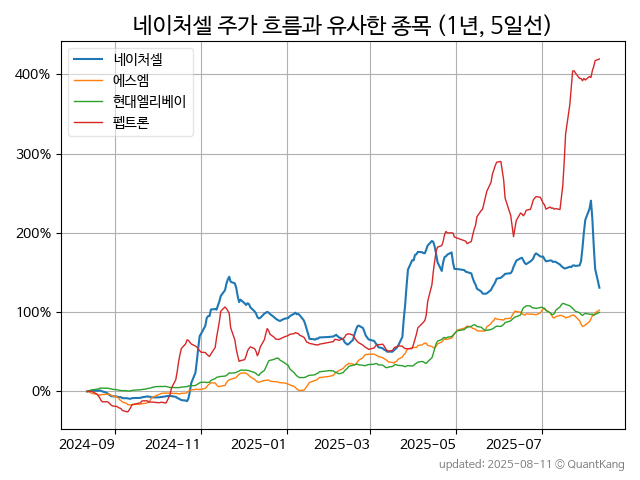 네이처셀 주가 흐름과 유사한 종목 (1년, 5일선)
네이처셀
에스엠
현대엘리베이
펩트론
400%
300%
200%
100%
0%
2024-09 2024-11 2025-01 2025-03 2025-05 2025-07
updated: 2025-08-11 © QuantKang